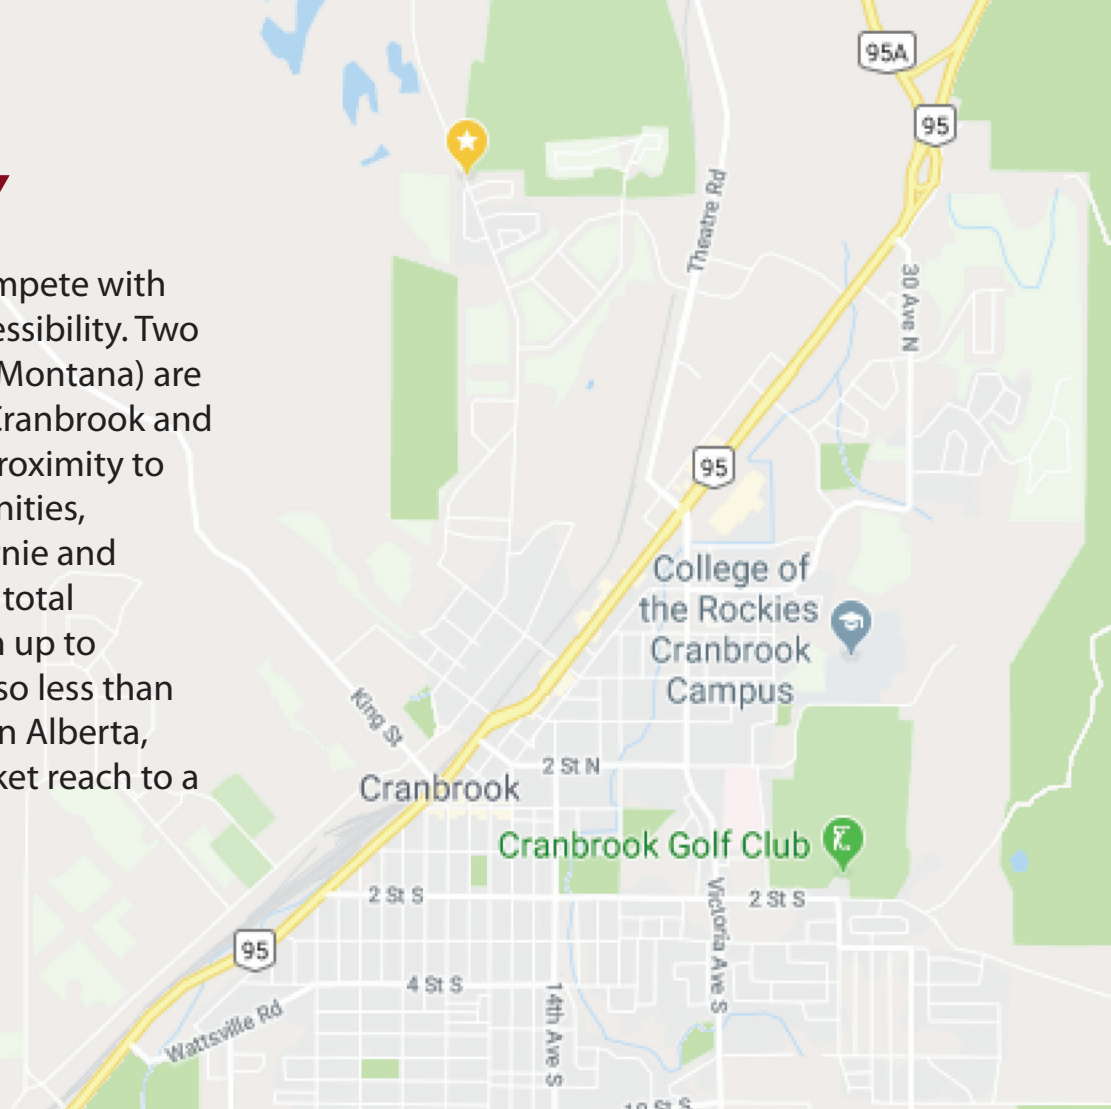 95A
95
Theatre Rd
mpete with
30 Ave N
essibility. Two
Montana) are
Cranbrook and
roximity to
95
nities,
nie and
College of
the Rockies
Cranbrook
Campus
total
n up to
so less than
King St
n Alberta,
2 St N
ket reach to a
Cranbrook
Cranbrook Golf Club
2 St S
2 St S
Victoria Ave S
95
4 St S
14th Ave S
Wattsville Rd